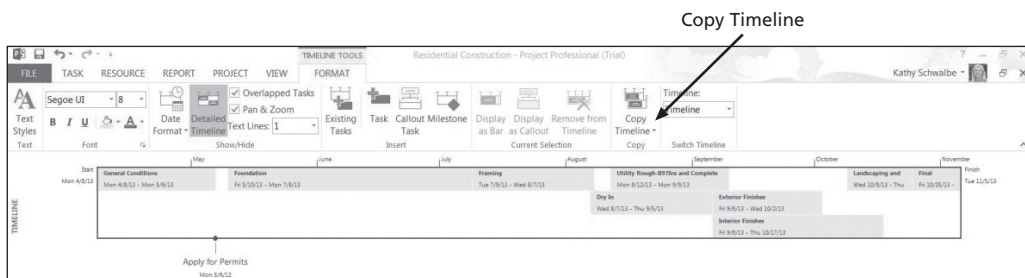 Copy Timeline
TIMELINE TOOLS
Residential Construction - Project Professional (Trial)
FILE TASK RESOURCE REPORT PROJECT VIEW FORMAT
Kathy Schwalbe
Text Styles
Segoe UI
8
B I U A
Date Format
Detailed Timeline
Overlapped Tasks
Pan & Zoom
Text Lines: 1
Existing Tasks
Task
Callout Task
Milestone
Display as Bar
Display as Callout
Remove from Timeline
Copy Timeline
Timeline:
Timeline
Text
Font
Show/Hide
Insert
Current Selection
Copy
Switch Timeline
TIMELINE
May June July August September October November
Start
Mon 4/8/13
General Conditions
Mon 4/8/13 - Mon 5/6/13
Foundation
Fri 5/10/13 - Mon 7/8/13
Framing
Tue 7/9/13 - Wed 8/7/13
Utility Rough-B97Ins and Complete
Mon 8/12/13 - Mon 9/9/13
Landscaping and
Wed 10/9/13 - Thu
Final
Fri 10/25/13 -
Finish
Tue 11/5/13
Dry In
Wed 8/7/13 - Thu 9/5/13
Exterior Finishes
Fri 9/6/13 - Wed 10/2/13
Interior Finishes
Fri 9/6/13 - Thu 10/17/13
Apply for Permits
Mon 5/6/13